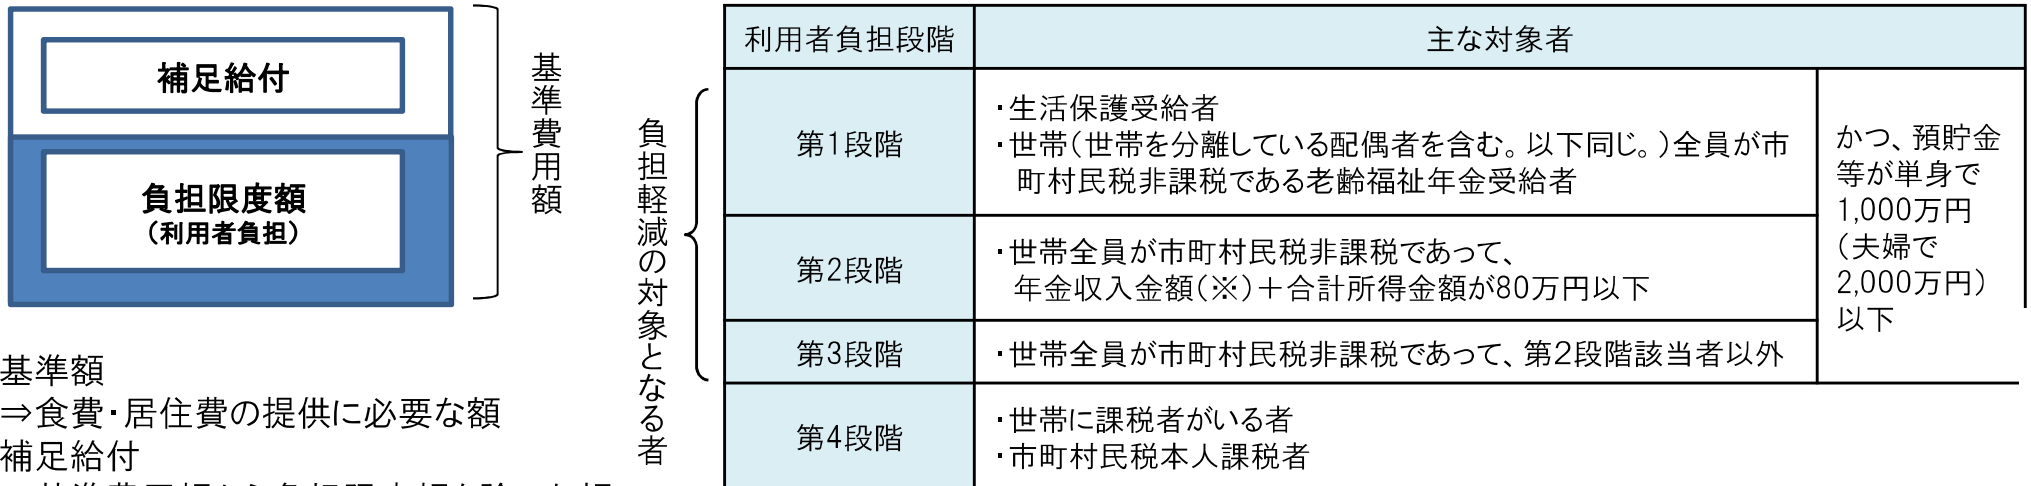 補足給付
負担限度額
(利用者負担)
基準費用額
基準額
⇒食費・居住費の提供に必要な額
補足給付
負担軽減の対象となる者
利用者負担段階
主な対象者
第1段階
・生活保護受給者
・世帯(世帯を分離している配偶者を含む。以下同じ。)全員が市
町村民税非課税である老齢福祉年金受給者
第2段階
・世帯全員が市町村民税非課税であって、
年金収入金額(※)+合計所得金額が80万円以下
第3段階
・世帯全員が市町村民税非課税であって、第2段階該当者以外
かつ、預貯金
等が単身で
1,000万円
(夫婦で
2,000万円)
以下
第4段階
・世帯に課税者がいる者
・市町村民税本人課税者